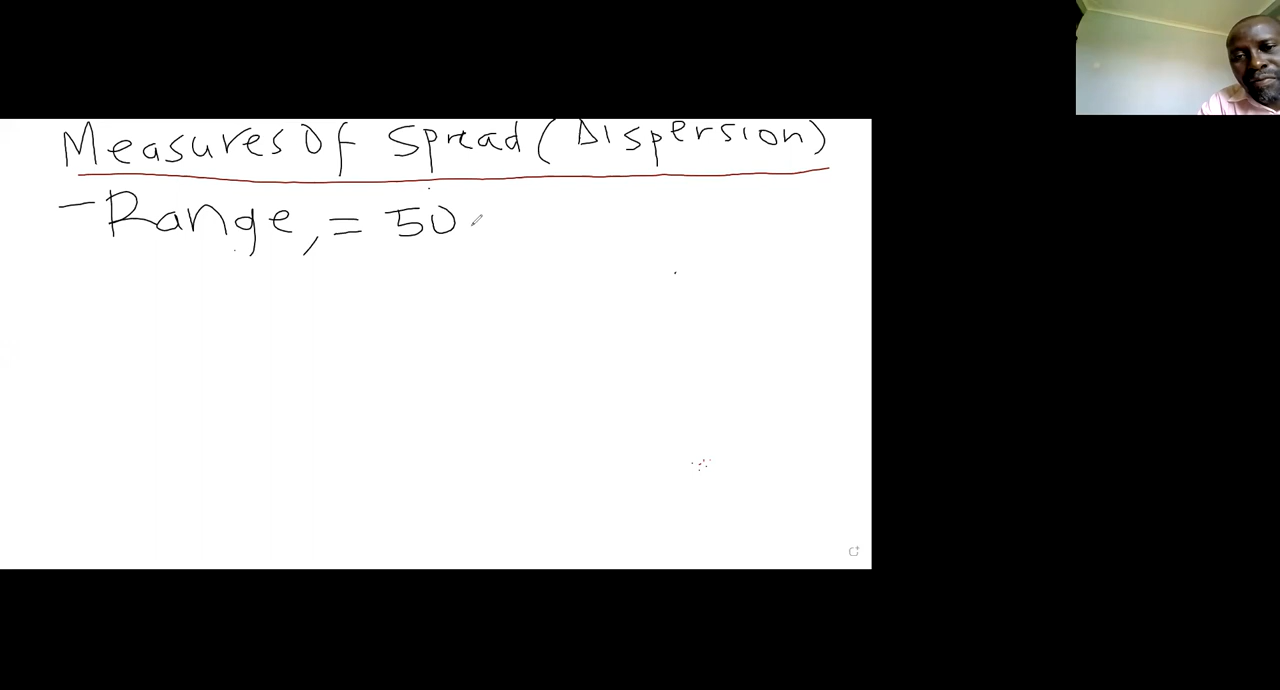 Measures Of Spread (Dispersion)
- Range, = 50